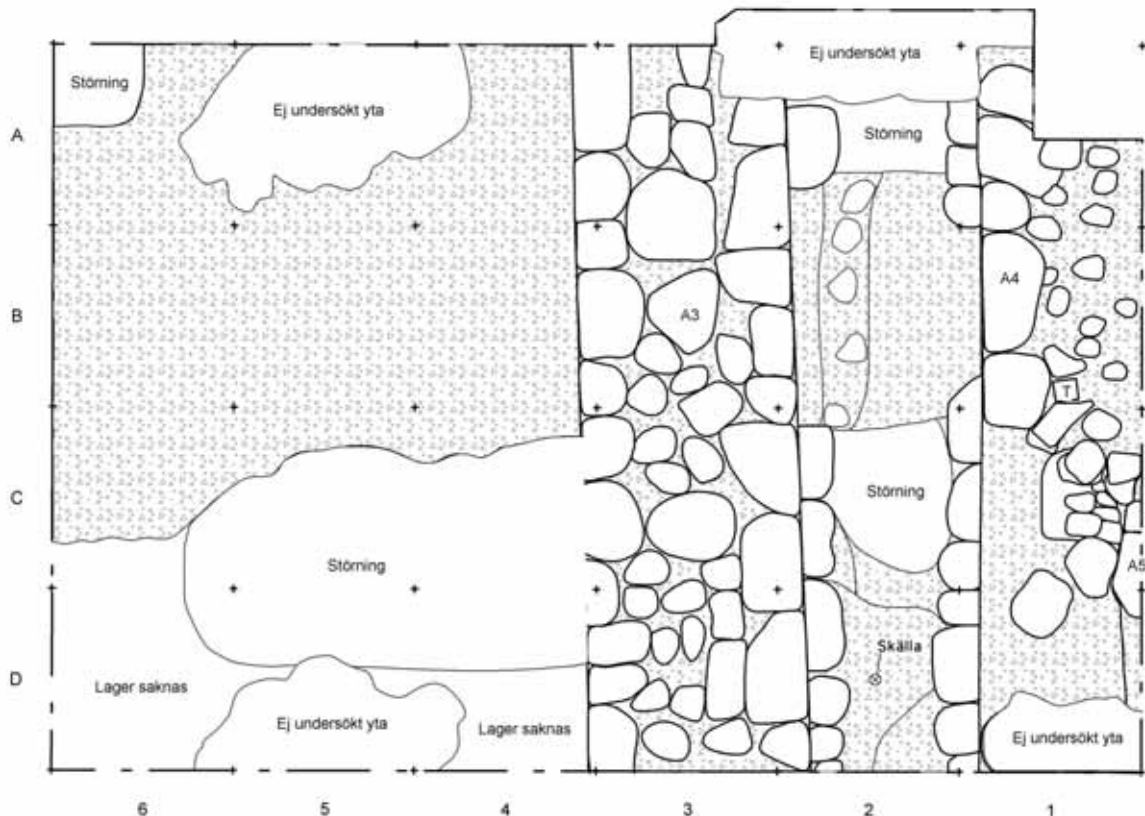 Störning
Ej undersökt yta
Ej undersökt yta
Störning
A
A4
B
A3
T
C
Störning
Störning
A5
Skälla
D
Lager saknas
Lager saknas
Ej undersökt yta
Ej undersökt yta
6 5 4 3 2 1